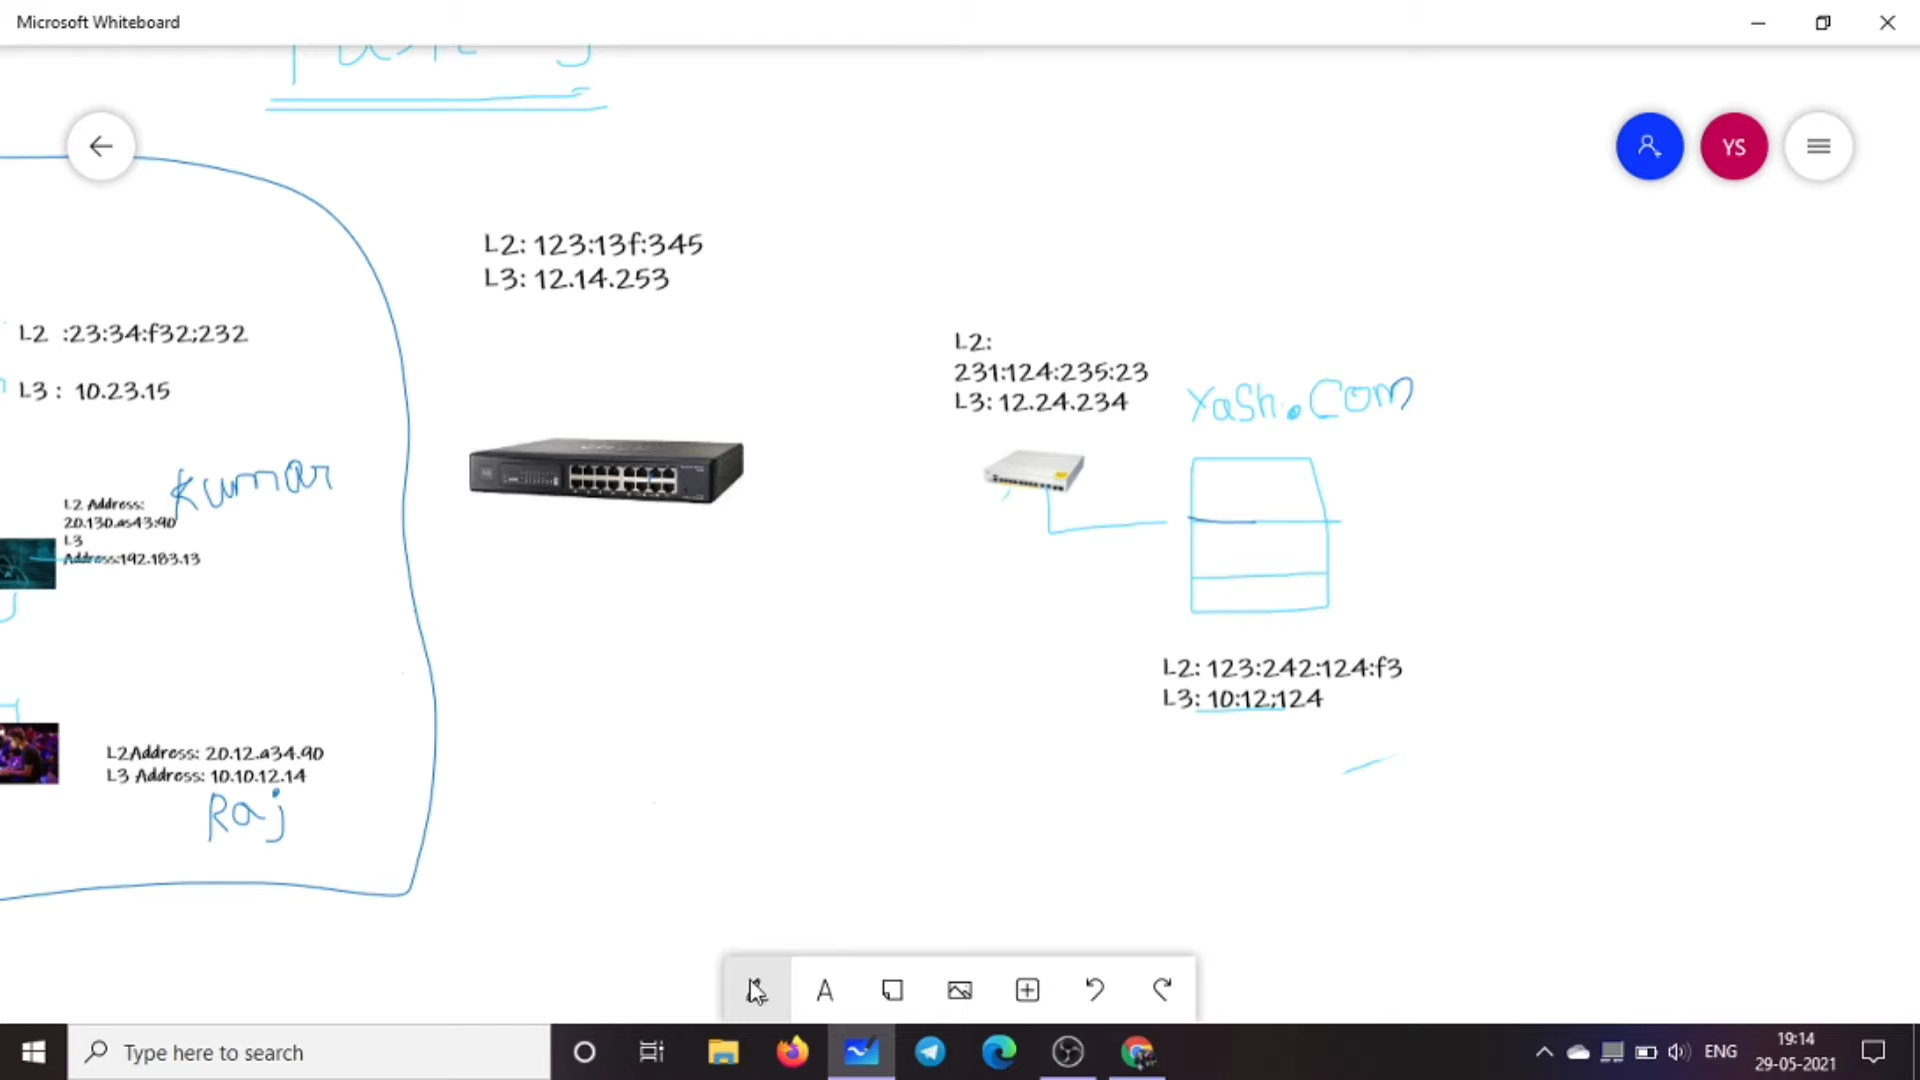 Microsoft Whiteboard
YS
L2: 123:13f:345
L3: 12.14.253
L2 :23:34:f32;232
L3 : 10.23.15
L2:
231:124:235:23
L3: 12.24.234
Yash.Com
Kumar
L2 Address:
20.130.as43:90
L3
Address:192.183.13
L2: 123:242:124:f3
L3: 10:12;124
L2Address: 20.12.a34.90
L3 Address: 10.10.12.14
Raj
A
Type here to search
ENG
19:14
29-05-2021